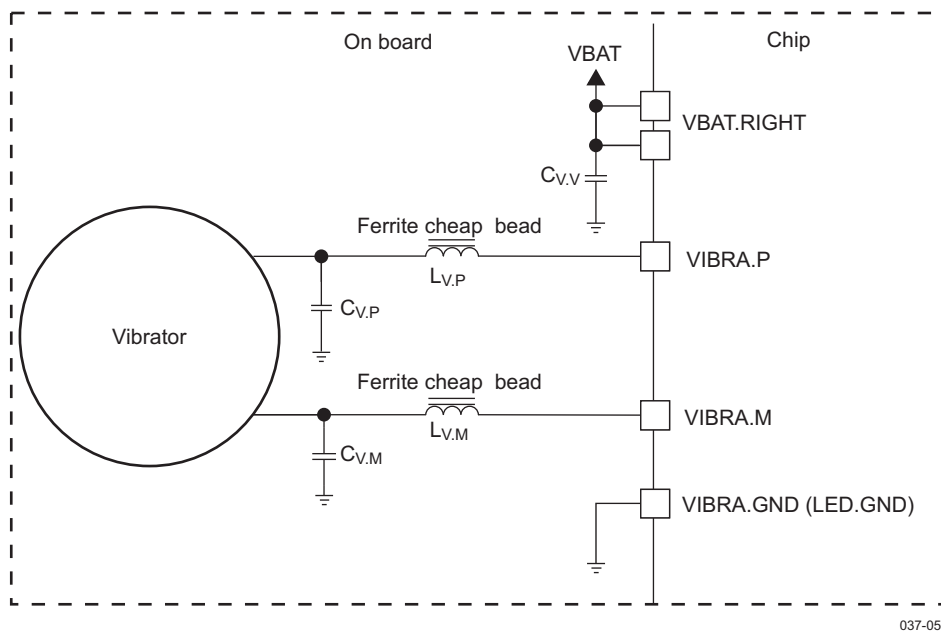 On board
Chip
VBAT
VBAT.RIGHT
CV.V
Ferrite cheap bead
VIBRA.P
LV.P
CV.P
Vibrator
Ferrite cheap bead
VIBRA.M
LV.M
CV.M
VIBRA.GND (LED.GND)
037-05